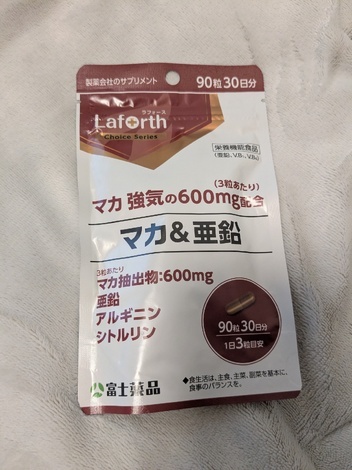 製薬会社のサプリメント
90粒 30日分
ラフォース
Laforth
Choice Series
栄養機能食品
(亜鉛、V.B₁、V.B₆)
(3粒あたり)
マカ 強気の600mg配合
マカ&亜鉛
3粒あたり
マカ抽出物:600mg
亜鉛
アルギニン
シトルリン
90粒 30日分
1日3粒目安
富士薬品
◆食生活は、主食、主菜、副菜を基本に、
食事のバランスを。